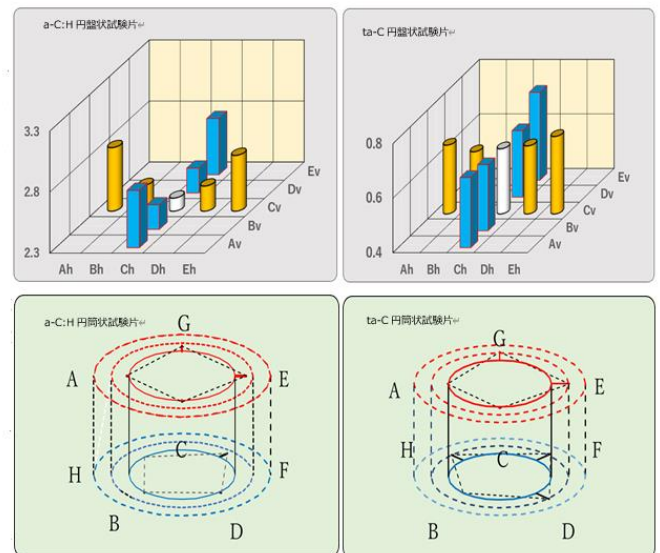 a-C:H 円盤状試験片↵
3.3
2.8
2.3
Ah Bh Ch Dh Eh
Av
Bv
Cv
Dv
Ev
ta-C 円盤状試験片↵
0.8
0.6
0.4
Ah Bh Ch Dh Eh
Av
Bv
Cv
Dv
Ev
a-C:H 円筒状試験片↵
G
A E
C
H F
B D
ta-C 円筒状試験片↵
G
A E
H C F
B D